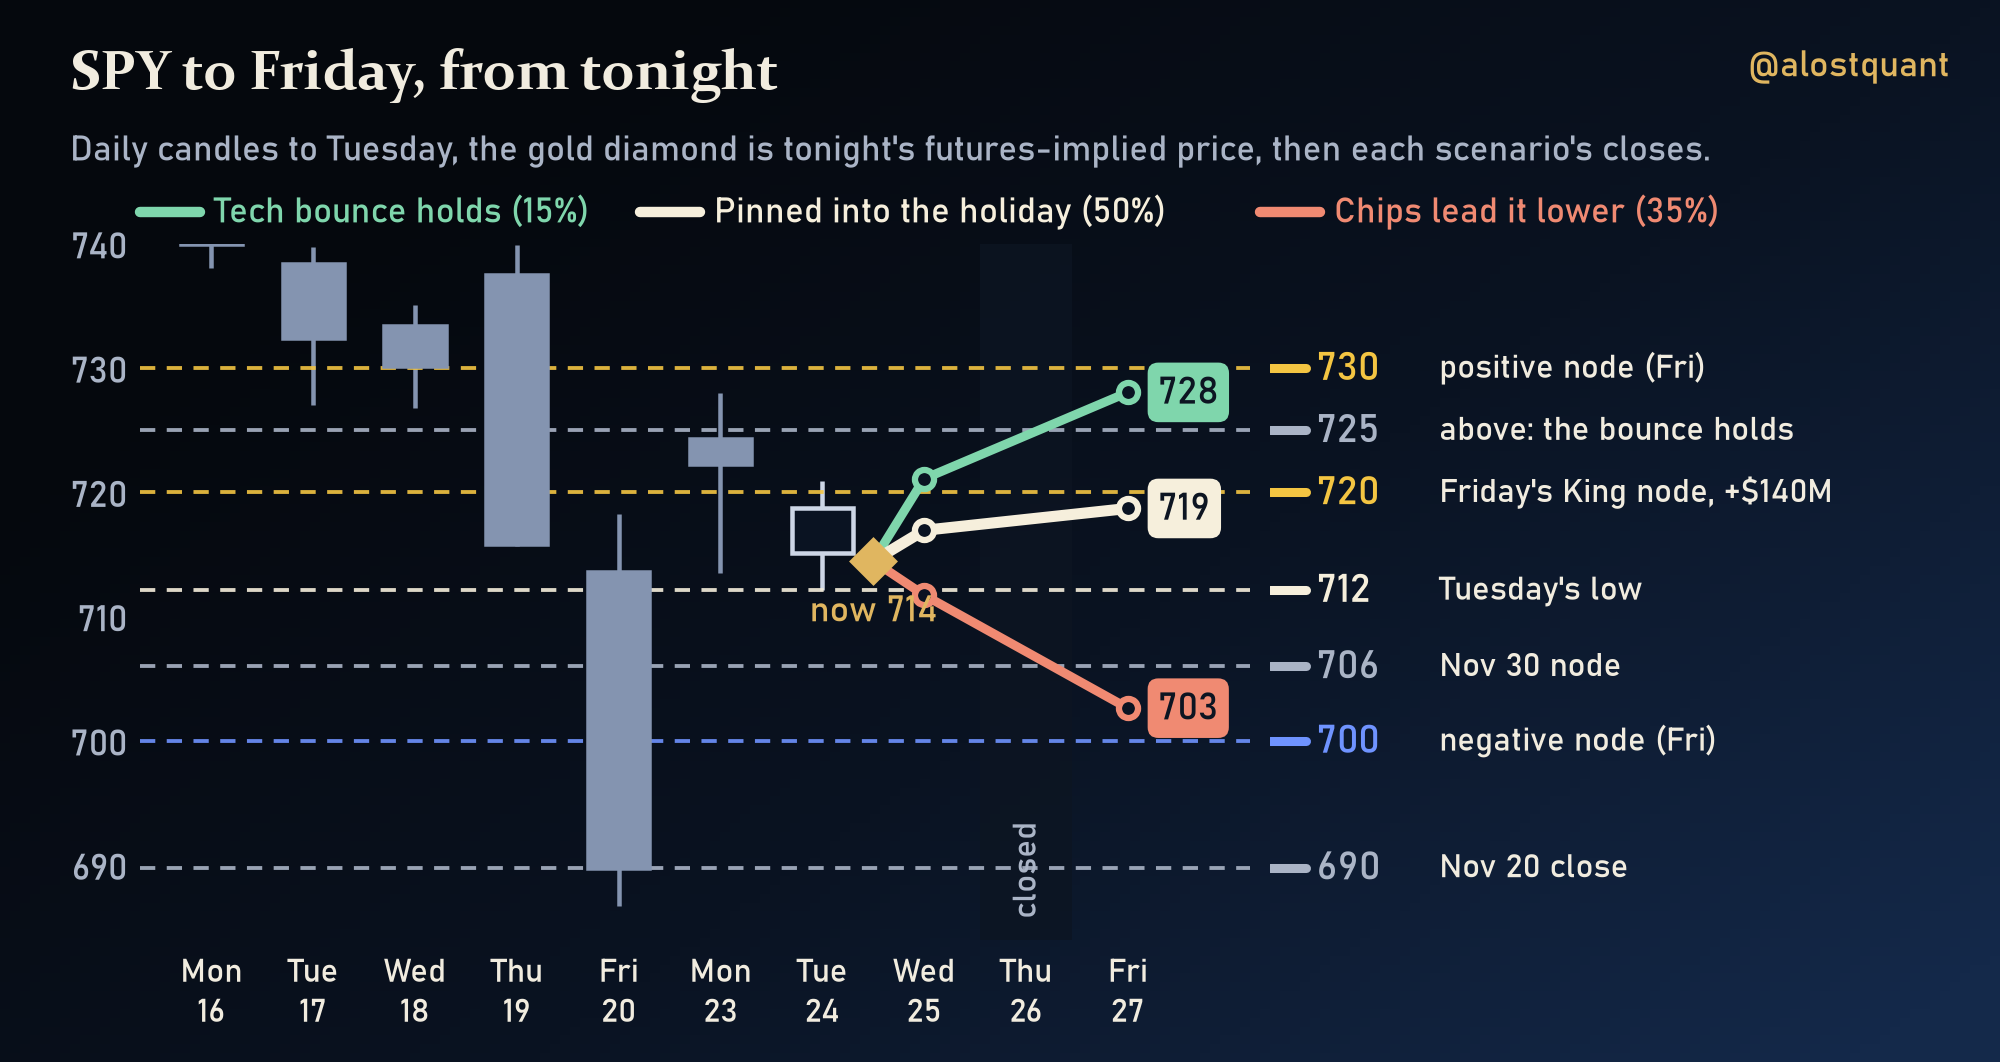 SPY to Friday, from tonight
@alostquant
Daily candles to Tuesday, the gold diamond is tonight's futures-implied price, then each scenario's closes.
Tech bounce holds (15%)
Pinned into the holiday (50%)
Chips lead it lower (35%)
740
730
720
710
700
690
728
719
703
now 714
closed
730 positive node (Fri)
725 above: the bounce holds
720 Friday's King node, +$140M
712 Tuesday's low
706 Nov 30 node
700 negative node (Fri)
690 Nov 20 close
Mon Tue Wed Thu Fri Mon Tue Wed Thu Fri
16 17 18 19 20 23 24 25 26 27